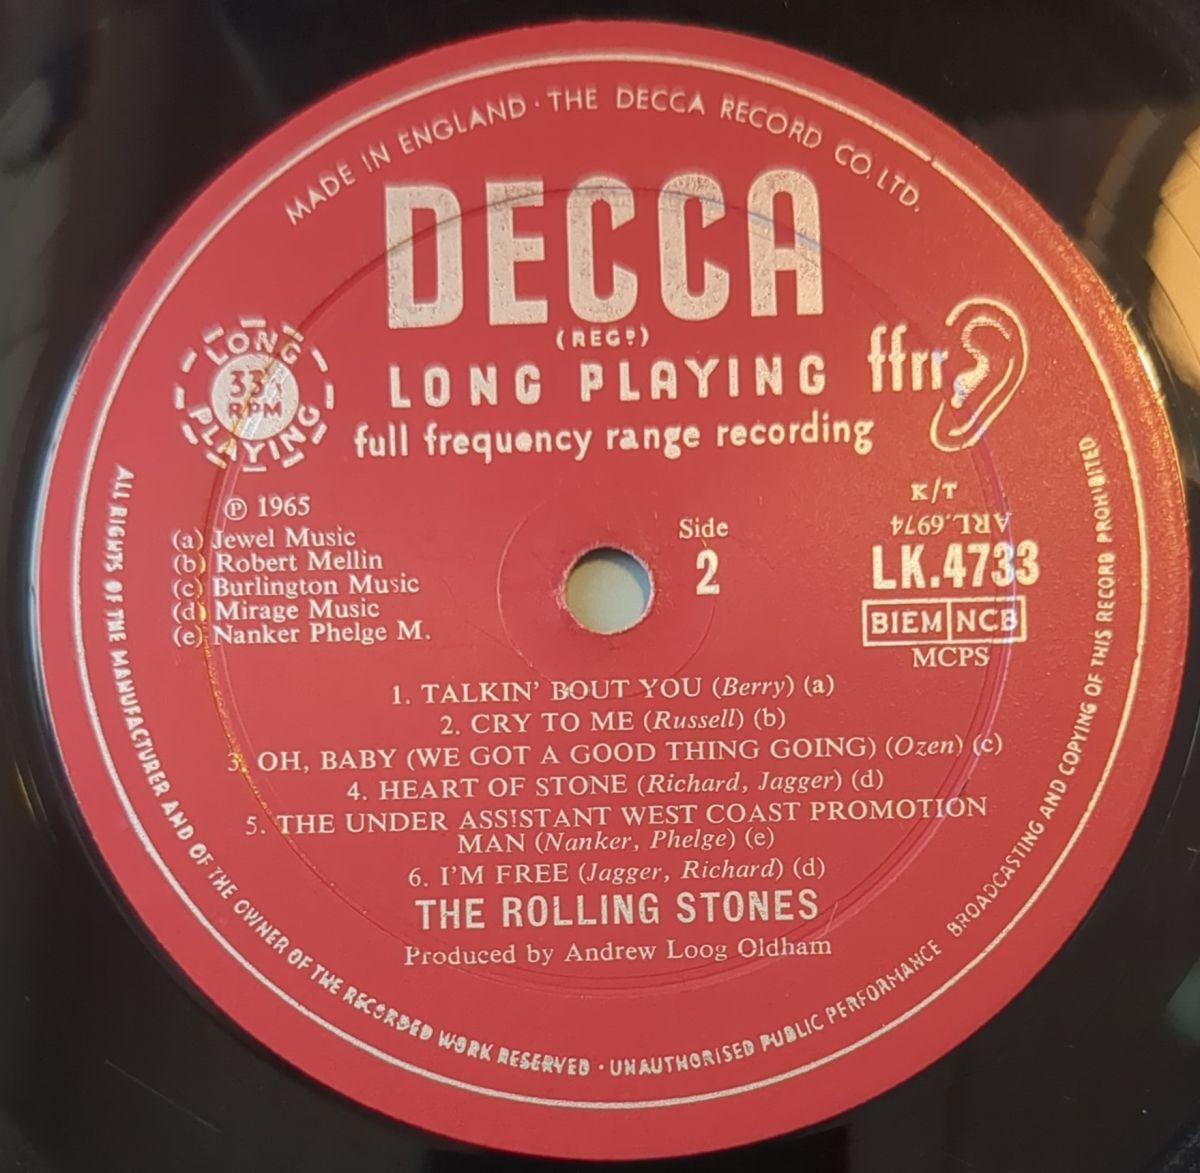 MADE IN ENGLAND · THE DECCA RECORD CO. LTD.
DECCA
(REGD)
LONG PLAYING
33⅓
RPM
LONG PLAYING
ffrr
full frequency range recording
℗ 1965
(a) Jewel Music
(b) Robert Mellin
(c) Burlington Music
(d) Mirage Music
(e) Nanker Phelge M.
Side
2
K/T
ARL.6974
LK.4733
BIEM NCB
MCPS
1. TALKIN' BOUT YOU (Berry) (a)
2. CRY TO ME (Russell) (b)
3. OH, BABY (WE GOT A GOOD THING GOING) (Ozen) (c)
4. HEART OF STONE (Richard, Jagger) (d)
5. THE UNDER ASSISTANT WEST COAST PROMOTION
MAN (Nanker, Phelge) (e)
6. I'M FREE (Jagger, Richard) (d)
THE ROLLING STONES
Produced by Andrew Loog Oldham
ALL RIGHTS OF THE MANUFACTURER AND OF THE OWNER OF THE RECORDED WORK RESERVED · UNAUTHORISED PUBLIC PERFORMANCE BROADCASTING AND COPYING OF THIS RECORD PROHIBITED